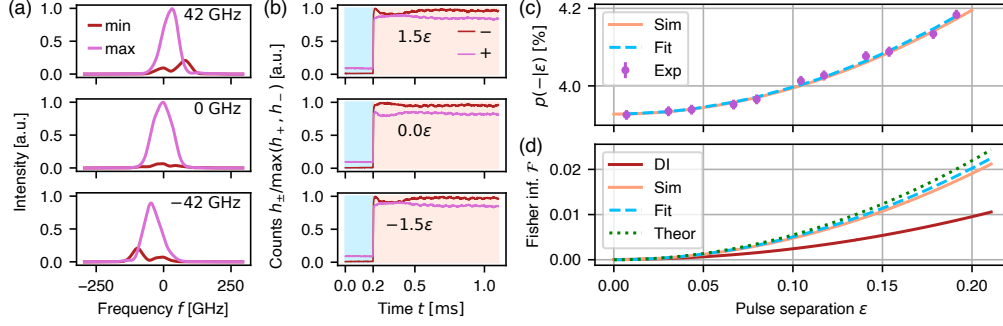 (a)
42 GHz
min
max
1.0
0.5
0.0
0 GHz
1.0
0.5
0.0
−42 GHz
1.0
0.5
0.0
−250
0
250
Intensity [a.u.]
Frequency f [GHz]
(b)
1.0
0.5
0.0
1.5ε
−
+
1.0
0.5
0.0
0.0ε
1.0
0.5
0.0
−1.5ε
0.0
0.2
0.5
1.0
Counts h±/max(h₊, h₋) [a.u.]
Time t [ms]
(c)
4.2
4.0
p(−|ε) [%]
Sim
Fit
Exp
(d)
0.02
0.01
0.00
Fisher inf. ℱ
DI
Sim
Fit
Theor
0.00
0.05
0.10
0.15
0.20
Pulse separation ε